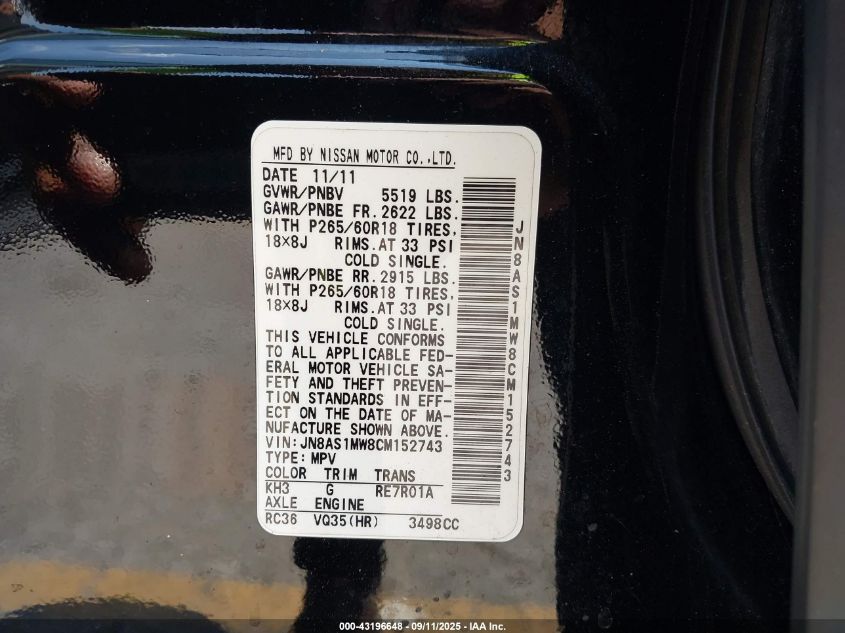 MFD BY NISSAN MOTOR CO.,LTD.
DATE 11/11
GVWR/PNBV 5519 LBS.
GAWR/PNBE FR. 2622 LBS.
WITH P265/60R18 TIRES,
18×8J RIMS. AT 33 PSI
COLD SINGLE.
GAWR/PNBE RR. 2915 LBS.
WITH P265/60R18 TIRES,
18×8J RIMS. AT 33 PSI
COLD SINGLE.
THIS VEHICLE CONFORMS
TO ALL APPLICABLE FED-
ERAL MOTOR VEHICLE SA-
FETY AND THEFT PREVEN-
TION STANDARDS IN EFF-
ECT ON THE DATE OF MA-
NUFACTURE SHOWN ABOVE.
VIN: JN8AS1MW8CM152743
TYPE: MPV
COLOR TRIM TRANS
KH3 G RE7R01A
AXLE ENGINE
RC36 VQ35(HR) 3498CC
JN8AS1MW8CM152743
000-43196648 - 09/11/2025 - IAA Inc.